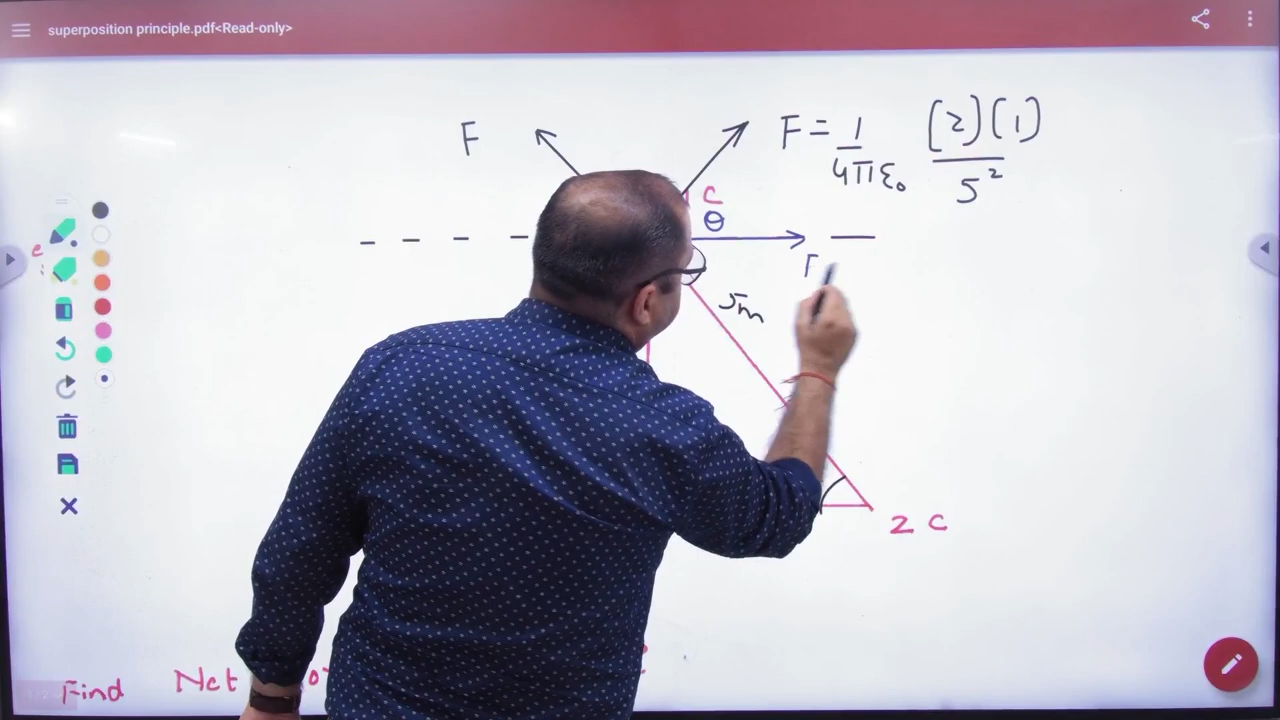 superposition principle.pdf<Read-only>
F F = 1 (2)(1)
4πε₀ 5²
C
θ
5m
2 C
Find Net